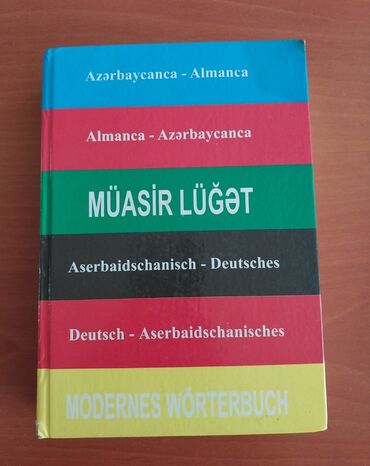 Azərbaycanca - Almanca
Almanca - Azərbaycanca
MÜASİR LÜĞƏT
Aserbaidschanisch - Deutsches
Deutsch - Aserbaidschanisches
MODERNES WÖRTERBUCH